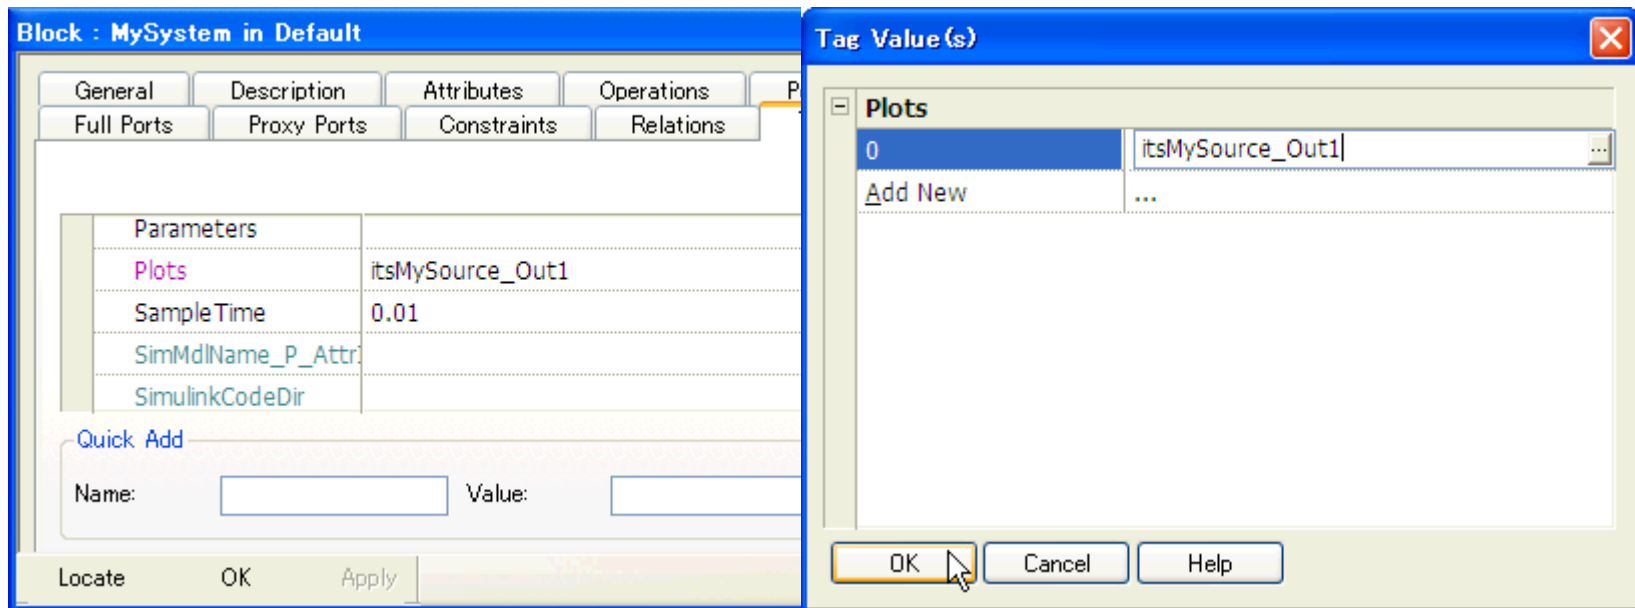 Block : MySystem in Default
General Description Attributes Operations
Full Ports Proxy Ports Constraints Relations
Parameters
Plots itsMySource_Out1
SampleTime 0.01
SimMdlName_P_Attr
SimulinkCodeDir
Quick Add
Name: Value:
Locate OK Apply
Tag Value(s)
Plots
0 itsMySource_Out1 ...
Add New ...
OK Cancel Help